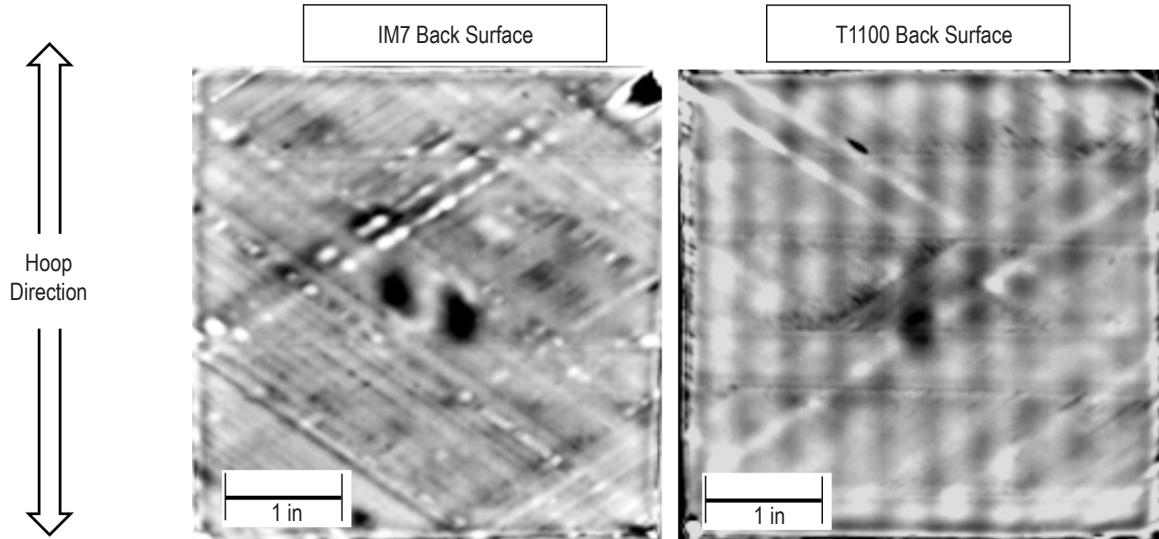 IM7 Back Surface
T1100 Back Surface
Hoop
Direction
1 in
1 in